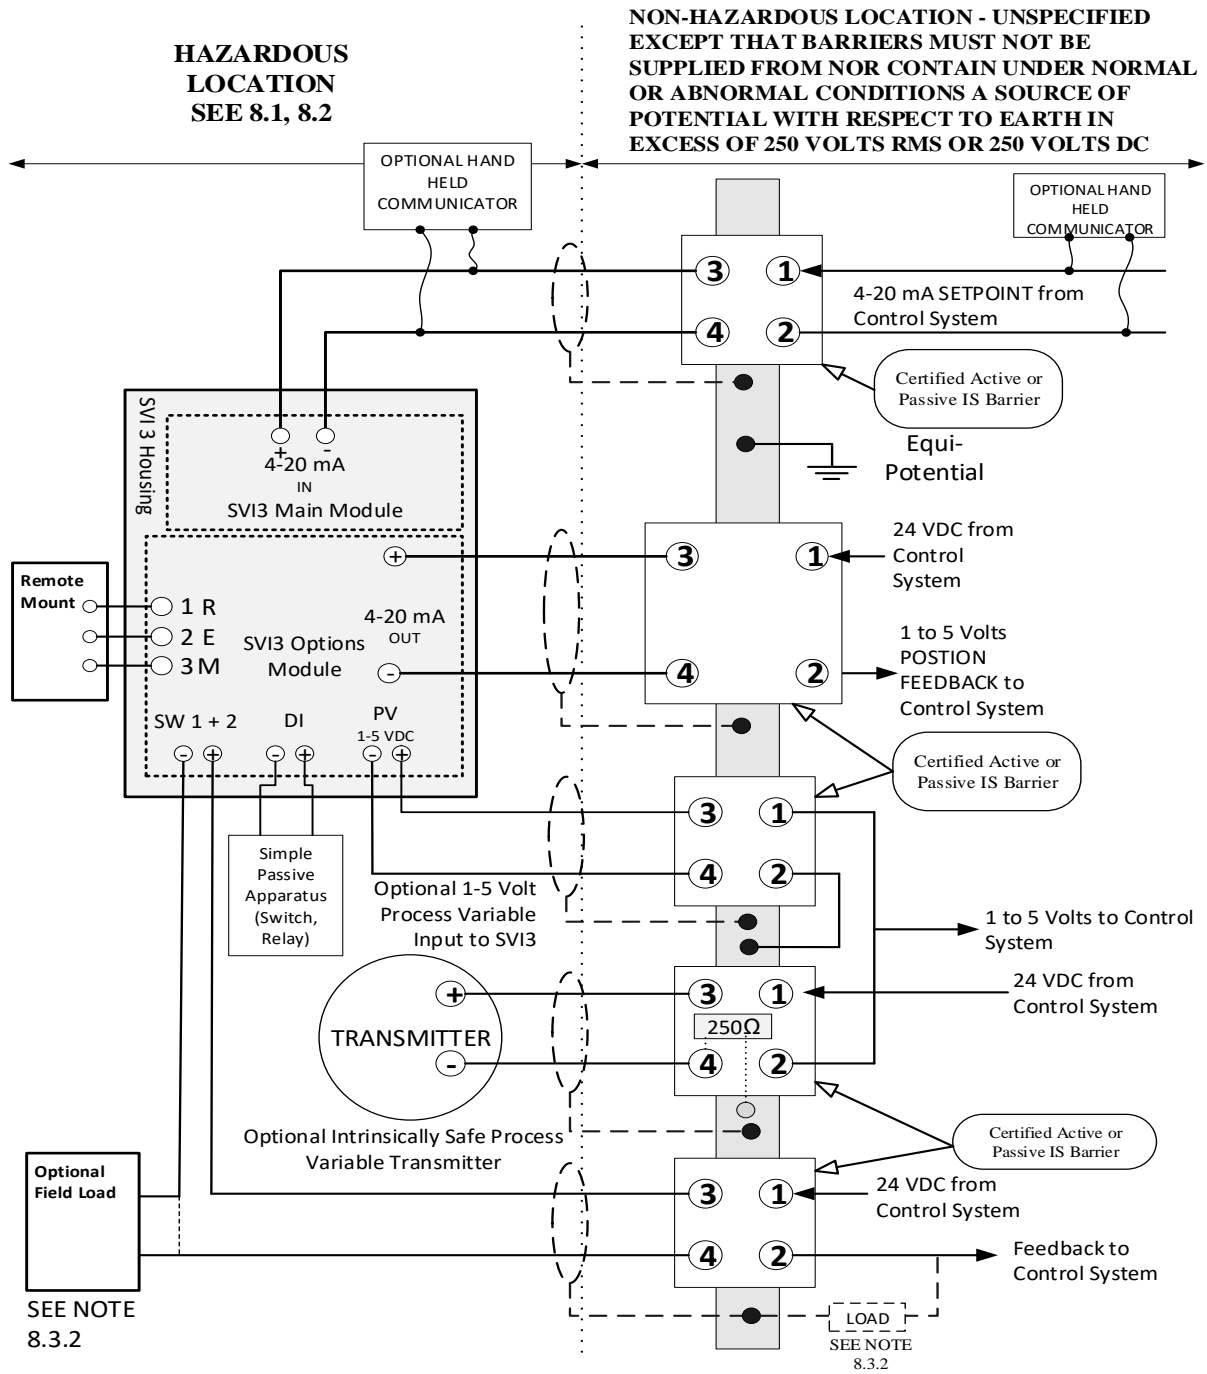 HAZARDOUS
LOCATION
SEE 8.1, 8.2
NON-HAZARDOUS LOCATION - UNSPECIFIED
EXCEPT THAT BARRIERS MUST NOT BE
SUPPLIED FROM NOR CONTAIN UNDER NORMAL
OR ABNORMAL CONDITIONS A SOURCE OF
POTENTIAL WITH RESPECT TO EARTH IN
EXCESS OF 250 VOLTS RMS OR 250 VOLTS DC
OPTIONAL HAND
HELD
COMMUNICATOR
OPTIONAL HAND
HELD
COMMUNICATOR
3
1
4
2
4-20 mA SETPOINT from
Control System
Certified Active or
Passive IS Barrier
Equi-
Potential
SVI 3 Housing
+
-
4-20 mA
IN
SVI3 Main Module
+
4-20 mA
OUT
-
SVI3 Options
Module
Remote
Mount
1 R
2 E
3 M
SW 1 + 2
DI
PV
1-5 VDC
-
+
-
+
-
+
3
1
4
2
24 VDC from
Control
System
1 to 5 Volts
POSTION
FEEDBACK to
Control System
Certified Active or
Passive IS Barrier
Simple
Passive
Apparatus
(Switch,
Relay)
Optional 1-5 Volt
Process Variable
Input to SVI3
3
1
4
2
1 to 5 Volts to Control
System
+
TRANSMITTER
-
3
1
250Ω
4
2
24 VDC from
Control System
Optional Intrinsically Safe Process
Variable Transmitter
Certified Active or
Passive IS Barrier
Optional
Field Load
SEE NOTE
8.3.2
3
1
4
2
24 VDC from
Control System
Feedback to
Control System
LOAD
SEE NOTE
8.3.2